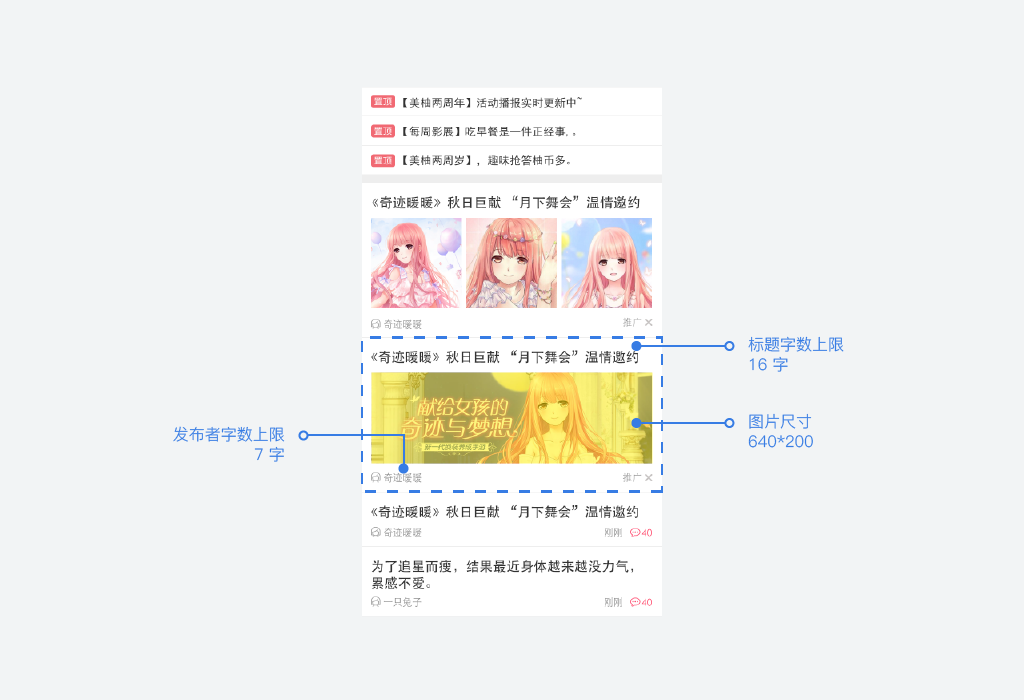 置顶 【美柚两周年】活动播报实时更新中~
置顶 【每周影展】吃早餐是一件正经事。。
置顶 【美柚两周岁】，趣味抢答柚币多。
《奇迹暖暖》秋日巨献 “月下舞会”温情邀约
奇迹暖暖 推广
《奇迹暖暖》秋日巨献 “月下舞会”温情邀约
献给女孩的
奇迹与梦想
新一代换装养成手游
奇迹暖暖 推广
标题字数上限
16 字
图片尺寸
640*200
发布者字数上限
7 字
《奇迹暖暖》秋日巨献 “月下舞会”温情邀约
奇迹暖暖 刚刚 40
为了追星而瘦，结果最近身体越来越没力气，
累感不爱。
一只兔子 刚刚 40